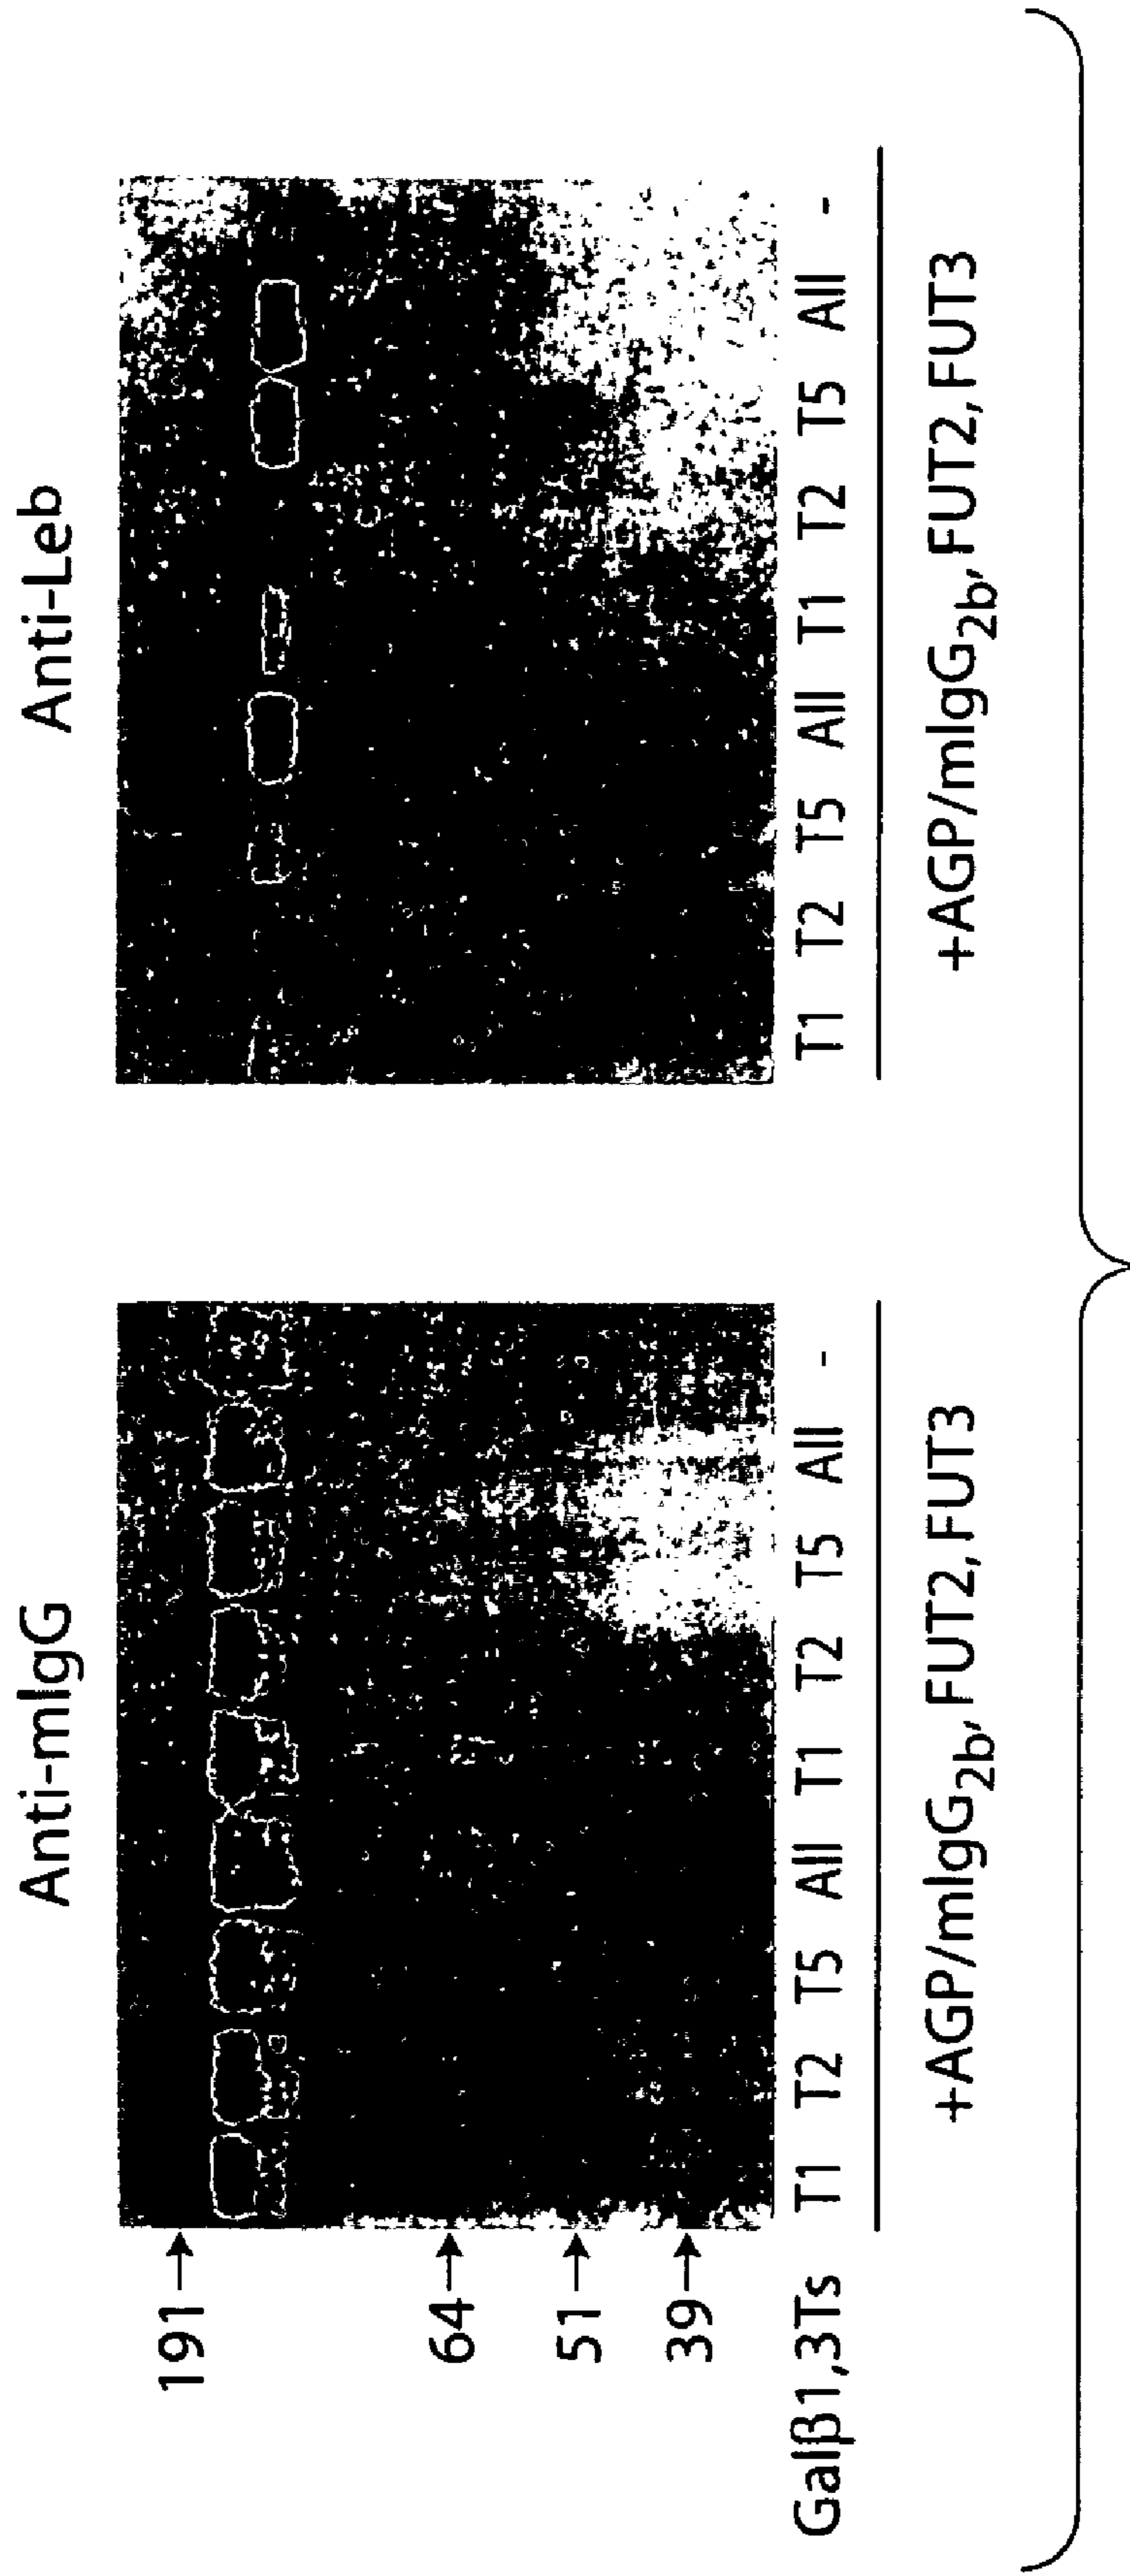 Anti-mIgG
Anti-Leb
191
64
51
39
Galβ1,3Ts
T1 T2 T5 All T1 T2 T5 All -
T1 T2 T5 All T1 T2 T5 All -
+AGP/mIgG2b, FUT2, FUT3
+AGP/mIgG2b, FUT2, FUT3